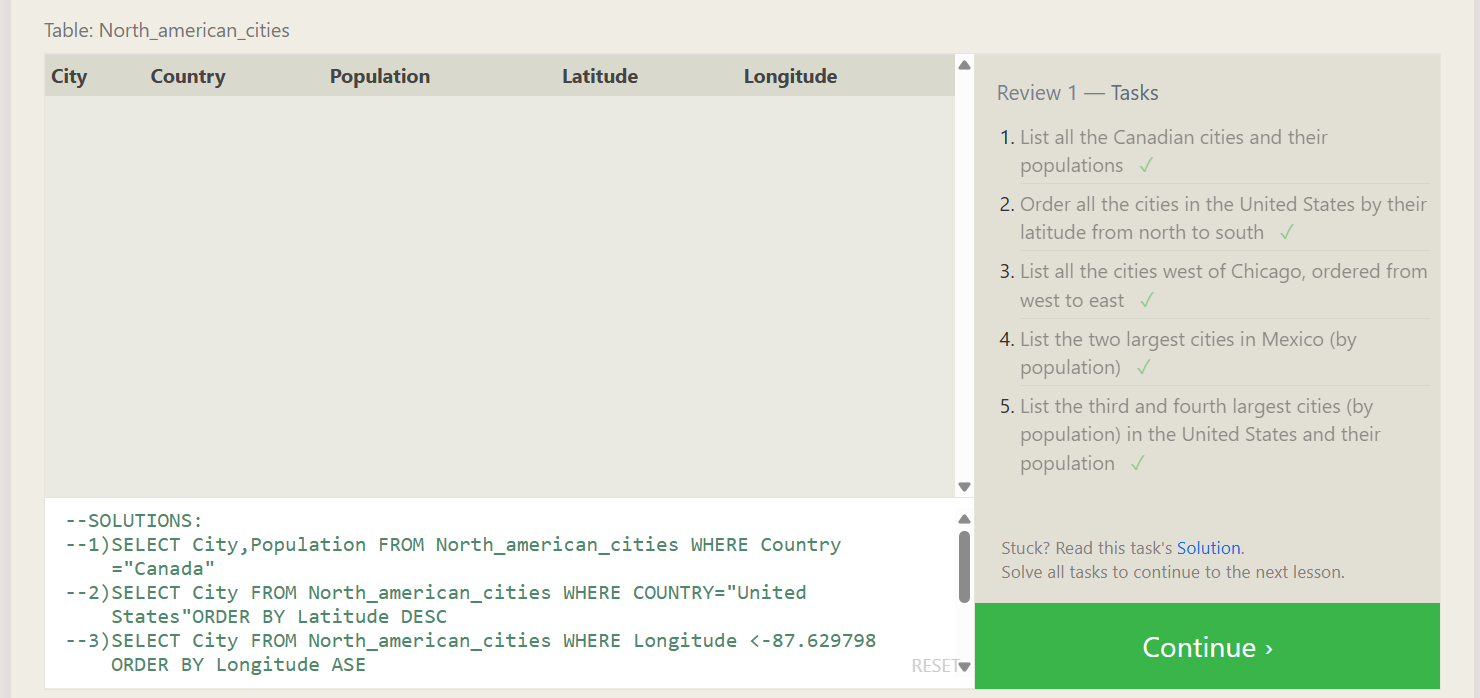 Table: North_american_cities
City Country Population Latitude Longitude
Review 1 — Tasks
1. List all the Canadian cities and their
populations ✓
2. Order all the cities in the United States by their
latitude from north to south ✓
3. List all the cities west of Chicago, ordered from
west to east ✓
4. List the two largest cities in Mexico (by
population) ✓
5. List the third and fourth largest cities (by
population) in the United States and their
population ✓
Stuck? Read this task's Solution.
Solve all tasks to continue to the next lesson.
Continue ›
--SOLUTIONS:
--1)SELECT City,Population FROM North_american_cities WHERE Country
="Canada"
--2)SELECT City FROM North_american_cities WHERE COUNTRY="United
States"ORDER BY Latitude DESC
--3)SELECT City FROM North_american_cities WHERE Longitude <-87.629798
ORDER BY Longitude ASE
RESET